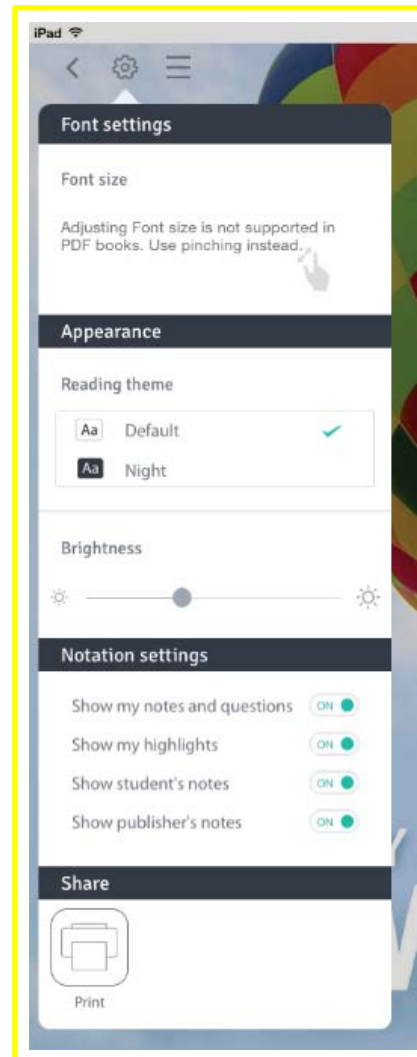 iPad
Font settings
Font size
Adjusting Font size is not supported in
PDF books. Use pinching instead.
Appearance
Reading theme
Aa Default
Aa Night
Brightness
Notation settings
Show my notes and questions ON
Show my highlights ON
Show student's notes ON
Show publisher's notes ON
Share
Print